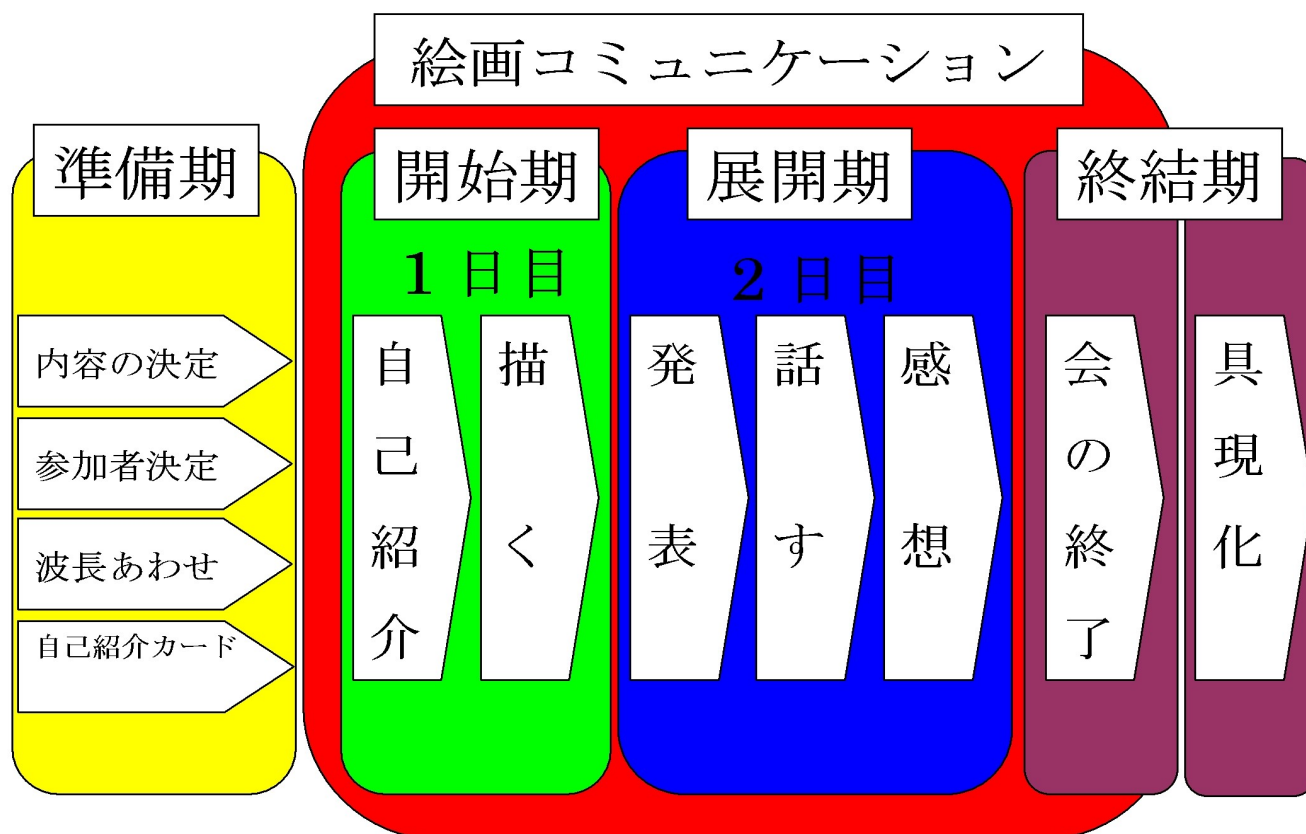 絵画コミュニケーション
準備期
内容の決定
参加者決定
波長あわせ
自己紹介カード
開始期
1日目
自己紹介
描く
展開期
2日目
発表
話す
感想
終結期
会の終了
具現化